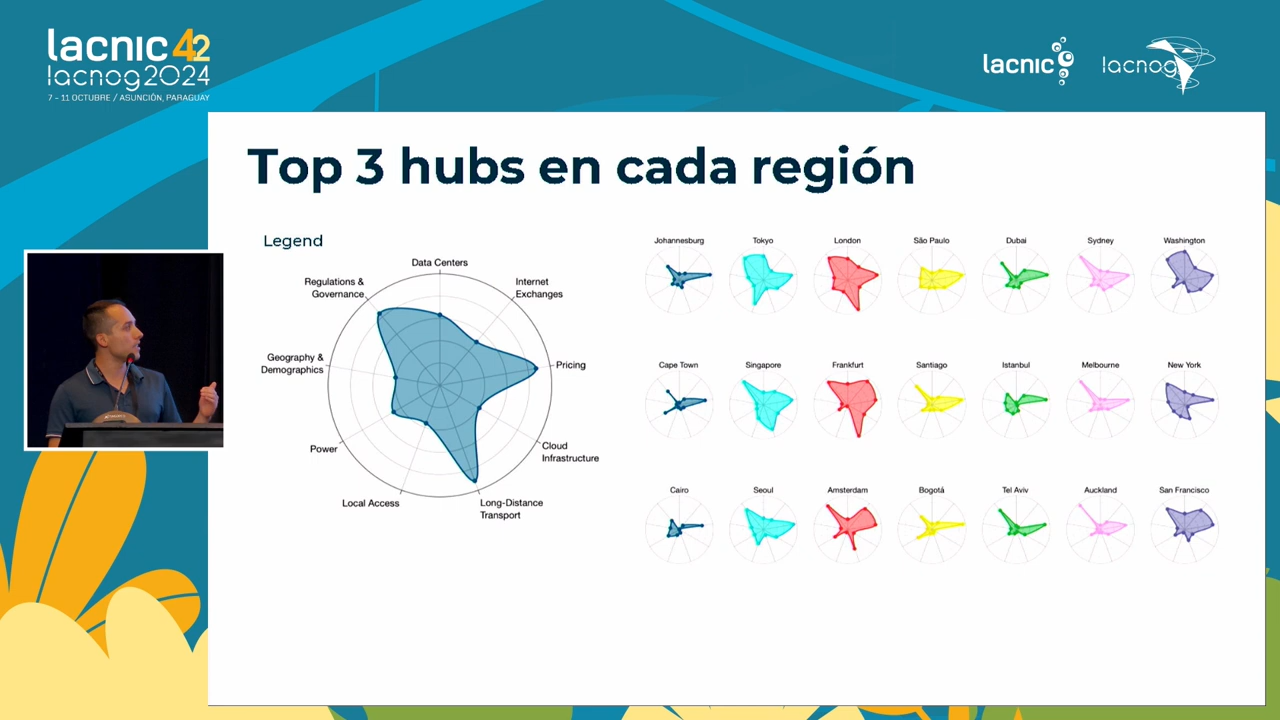 lacnic 42
lacnog2024
7 - 11 OCTUBRE / ASUNCIÓN, PARAGUAY
lacnic
lacnog
Top 3 hubs en cada región
Legend
Data Centers
Internet
Exchanges
Pricing
Cloud
Infrastructure
Long-Distance
Transport
Local Access
Power
Geography &
Demographics
Regulations &
Governance
Johannesburg
Tokyo
London
São Paulo
Dubai
Sydney
Washington
Cape Town
Singapore
Frankfurt
Santiago
Istanbul
Melbourne
New York
Cairo
Seoul
Amsterdam
Bogotá
Tel Aviv
Auckland
San Francisco